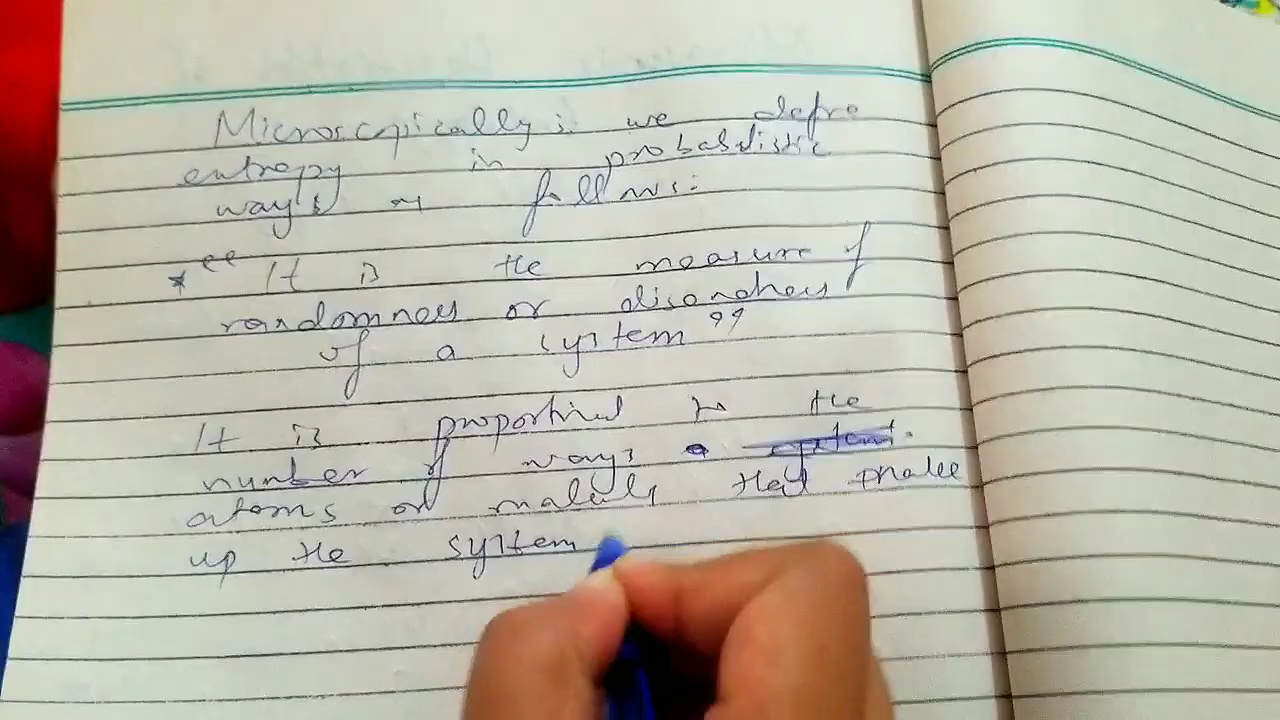 Microscopically, we define
entropy in probabilistic
ways as follows:
* “ It is the measure of
randomness or disorders
of a system ”
It is proportional to the
number of ways
atoms or molecules that make
up the system